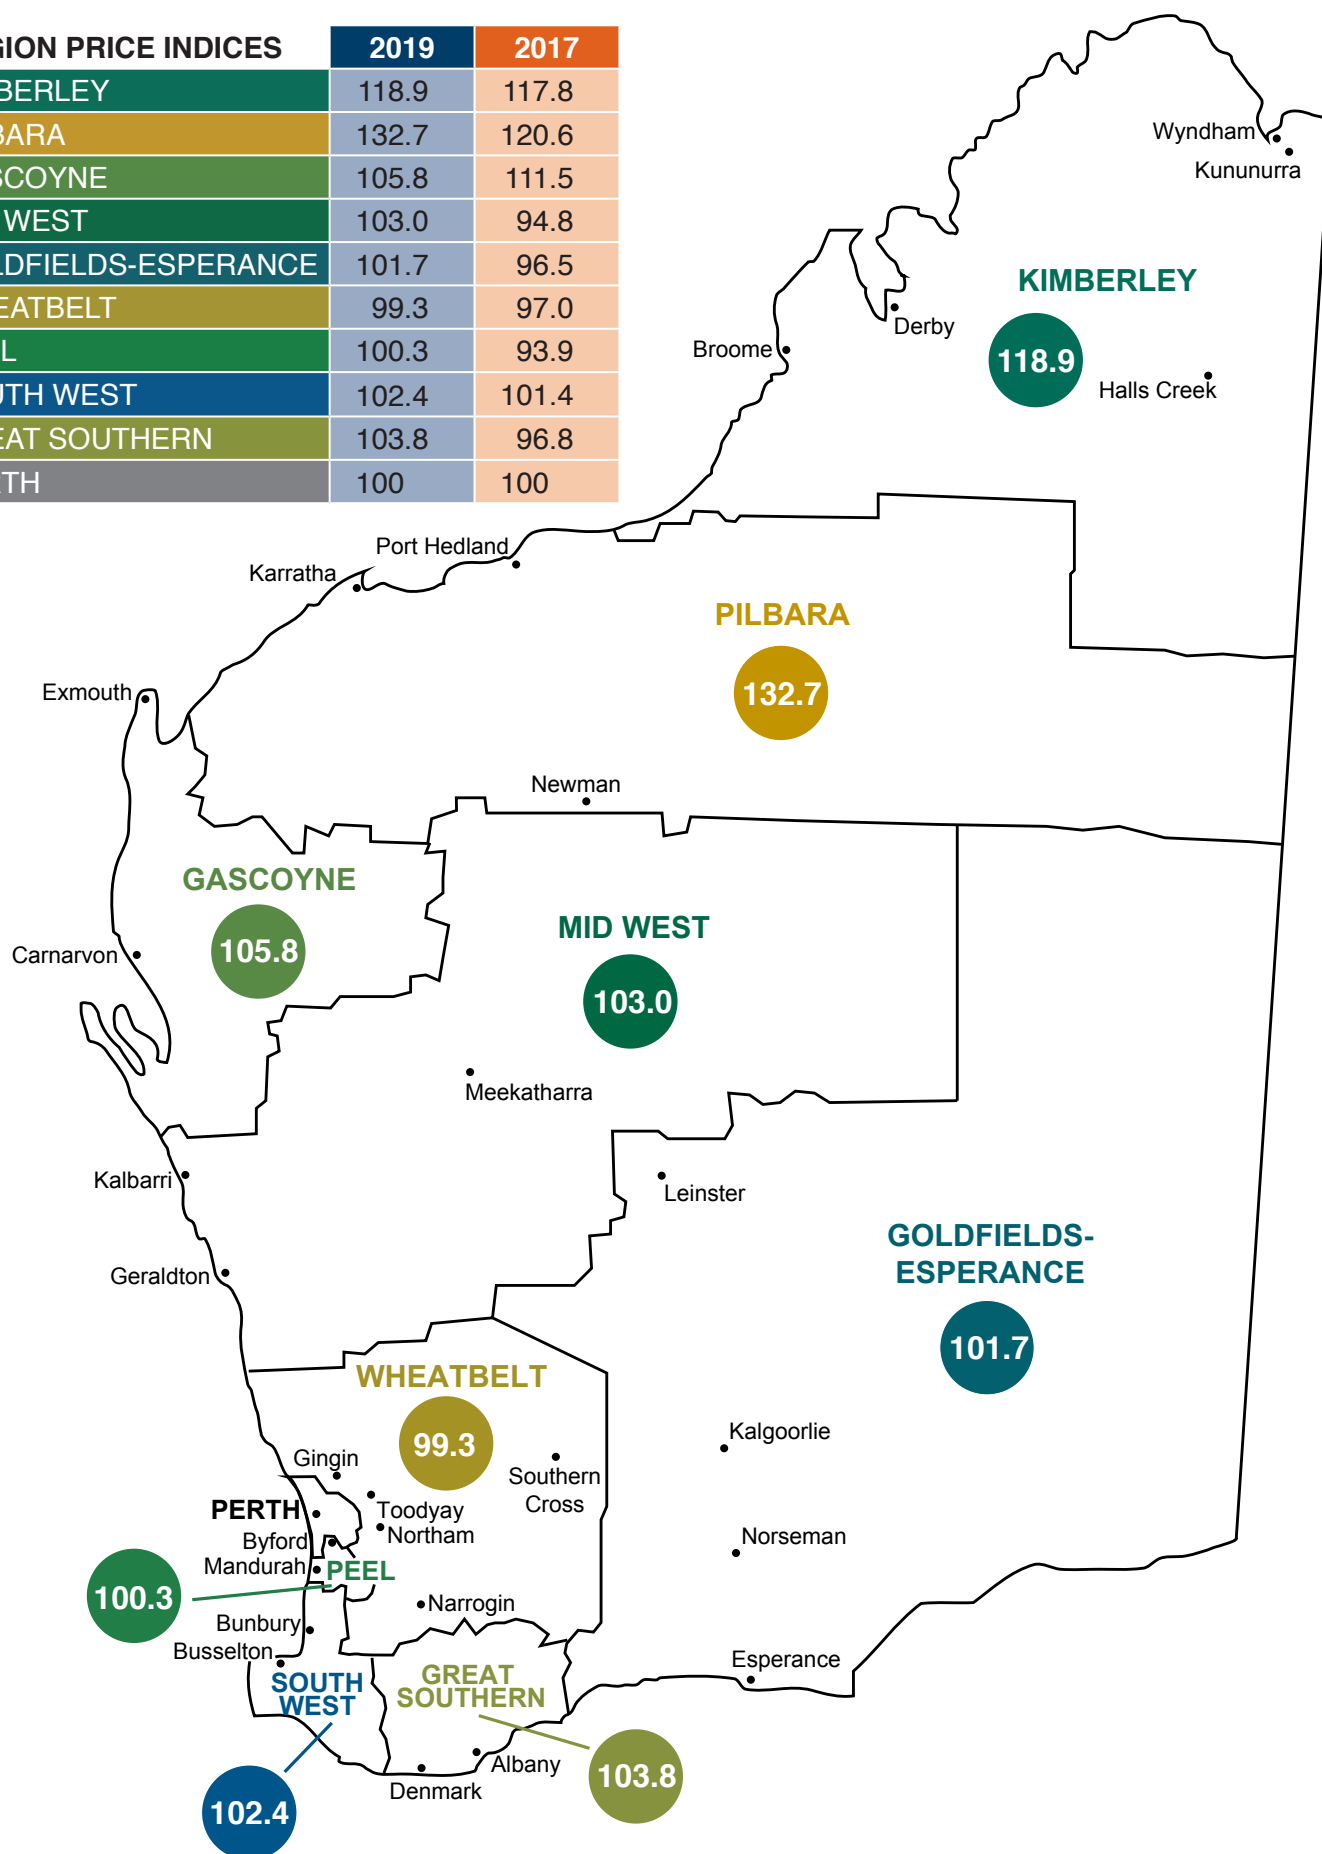 GION PRICE INDICES 2019 2017
BERLEY 118.9 117.8
BARA 132.7 120.6
SCOYNE 105.8 111.5
WEST 103.0 94.8
LDFIELDS-ESPERANCE 101.7 96.5
EATBELT 99.3 97.0
L 100.3 93.9
UTH WEST 102.4 101.4
EAT SOUTHERN 103.8 96.8
TH 100 100
Wyndham
Kununurra
KIMBERLEY
Derby
Broome
118.9
Halls Creek
Port Hedland
Karratha
PILBARA
Exmouth
132.7
Newman
GASCOYNE
MID WEST
105.8
Carnarvon
103.0
Meekatharra
Kalbarri
Leinster
GOLDFIELDS-
ESPERANCE
Geraldton
101.7
WHEATBELT
99.3
Kalgoorlie
Gingin
Southern
Cross
PERTH
Toodyay
Northam
Byford
Norseman
Mandurah
PEEL
100.3
Narrogin
Bunbury
Busselton
Esperance
SOUTH
WEST
GREAT
SOUTHERN
Albany
103.8
Denmark
102.4